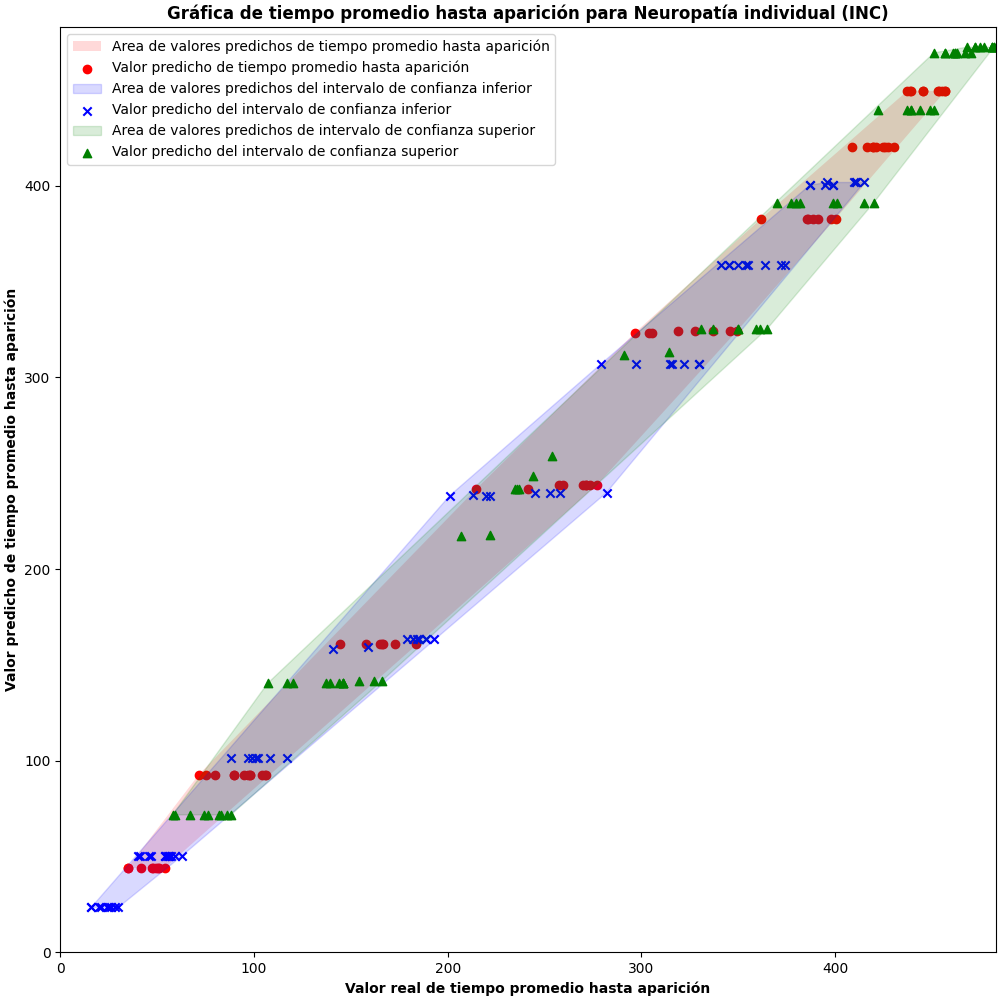 Gráfica de tiempo promedio hasta aparición para Neuropatía individual (INC)
Area de valores predichos de tiempo promedio hasta aparición
Valor predicho de tiempo promedio hasta aparición
Area de valores predichos del intervalo de confianza inferior
Valor predicho del intervalo de confianza inferior
Area de valores predichos de intervalo de confianza superior
Valor predicho del intervalo de confianza superior
Valor predicho de tiempo promedio hasta aparición
400
300
200
100
0
0 100 200 300 400
Valor real de tiempo promedio hasta aparición